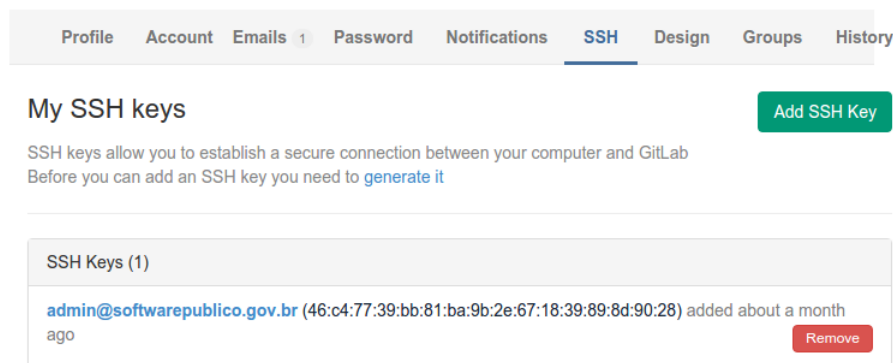 Profile Account Emails 1 Password Notifications SSH Design Groups History
My SSH keys
Add SSH Key
SSH keys allow you to establish a secure connection between your computer and GitLab
Before you can add an SSH key you need to generate it
SSH Keys (1)
admin@softwarepublico.gov.br (46:c4:77:39:bb:81:ba:9b:2e:67:18:39:89:8d:90:28) added about a month
ago
Remove